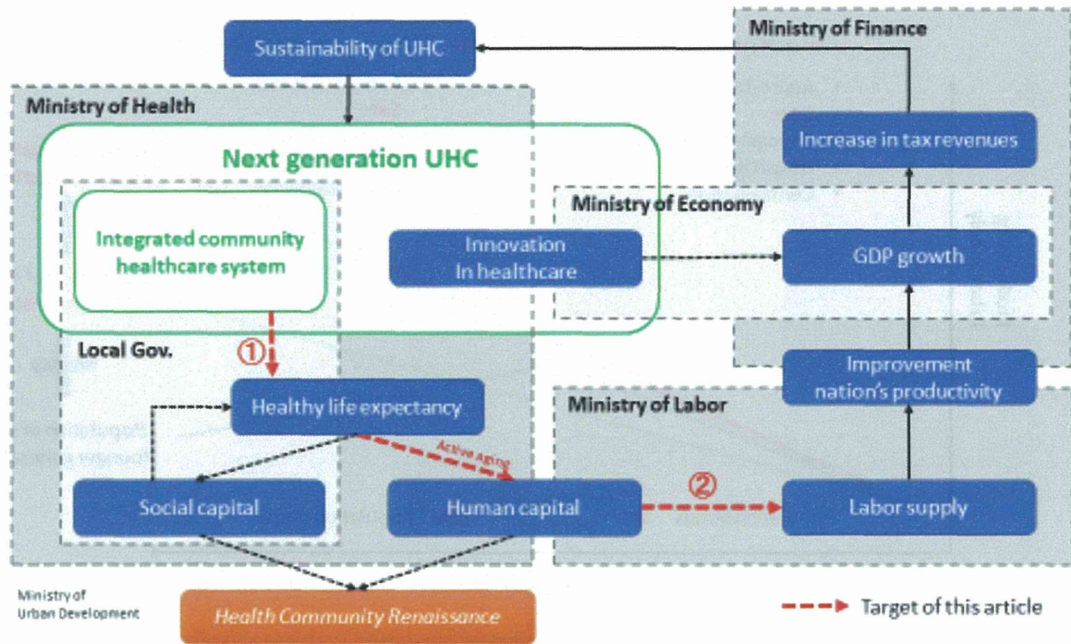 Sustainability of UHC
Ministry of Finance
Ministry of Health
Next generation UHC
Increase in tax revenues
Ministry of Economy
Integrated community
healthcare system
Innovation
In healthcare
GDP growth
①
Local Gov.
Improvement
nation's productivity
Healthy life expectancy
Ministry of Labor
Active Aging
②
Social capital
Human capital
Labor supply
Ministry of
Urban Development
Health Community Renaissance
Target of this article